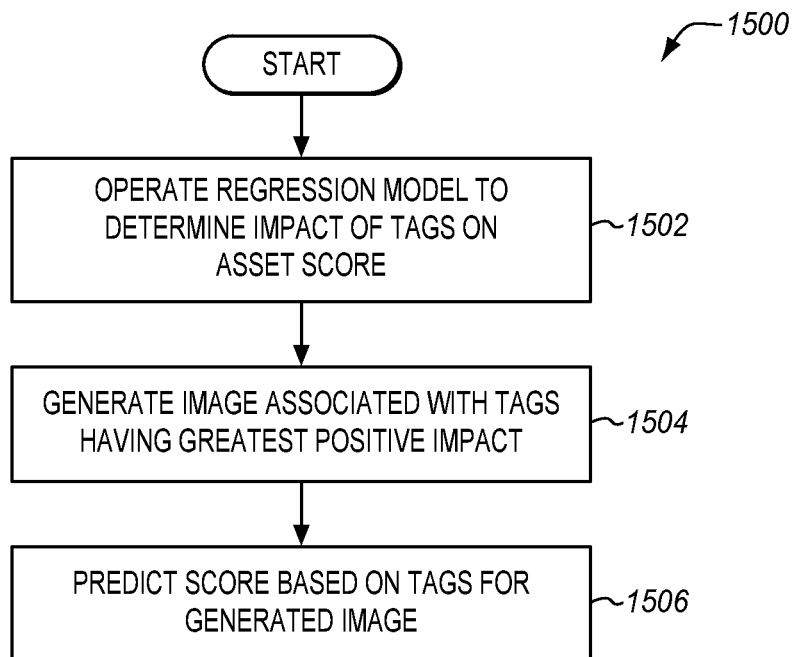 1500
START
OPERATE REGRESSION MODEL TO
DETERMINE IMPACT OF TAGS ON
ASSET SCORE
1502
GENERATE IMAGE ASSOCIATED WITH TAGS
HAVING GREATEST POSITIVE IMPACT
1504
PREDICT SCORE BASED ON TAGS FOR
GENERATED IMAGE
1506